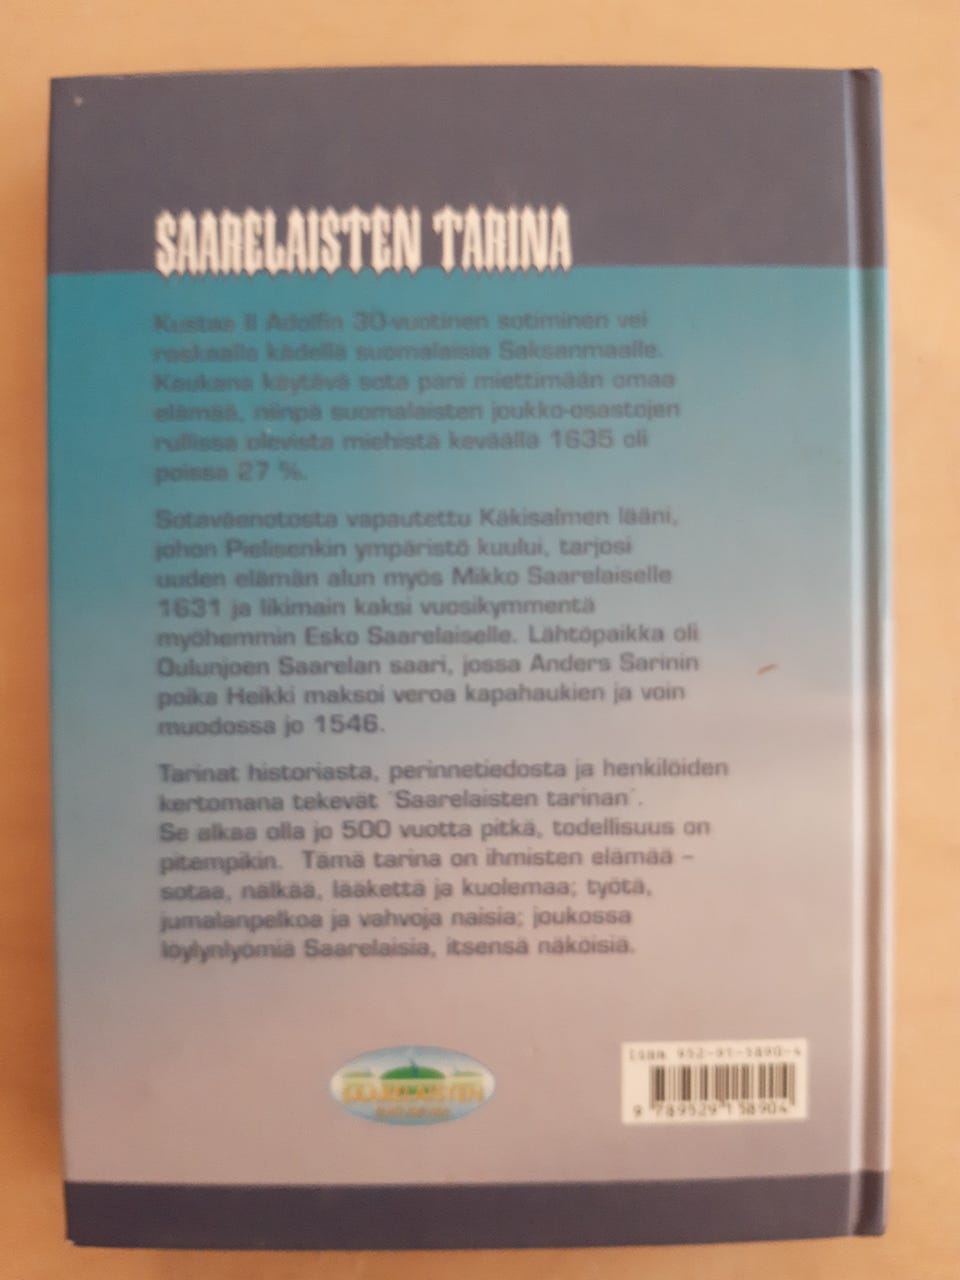 SAARELAISTEN TARINA
Kustaa II Adolfin 30-vuotinen sotiminen vei
raskaalla kädellä suomalaisia Saksanmaalle.
Kaukana käytävä sota pani miettimään omaa
elämää, niinpä suomalaisten joukko-osastojen
rullissa olevista miehistä keväällä 1635 oli
poissa 27 %.
Sotaväenotosta vapautettu Käkisalmen lääni,
johon Pielisenkin ympäristö kuului, tarjosi
uuden elämän alun myös Mikko Saarelaiselle
1631 ja likimain kaksi vuosikymmentä
myöhemmin Esko Saarelaiselle. Lähtöpaikka oli
Oulunjoen Saarelan saari, jossa Anders Sarinin
poika Heikki maksoi veroa kapahaukien ja voin
muodossa jo 1546.
Tarinat historiasta, perinnetiedosta ja henkilöiden
kertomana tekevät ´Saarelaisten tarinan´.
Se alkaa olla jo 500 vuotta pitkä, todellisuus on
pitempikin. Tämä tarina on ihmisten elämää –
sotaa, nälkää, lääkettä ja kuolemaa; työtä,
jumalanpelkoa ja vahvoja naisia; joukossa
löylynlyömiä Saarelaisia, itsensä näköisiä.
SAARELAISTEN
ISBN 952-91-5890-4
9 789529 158904